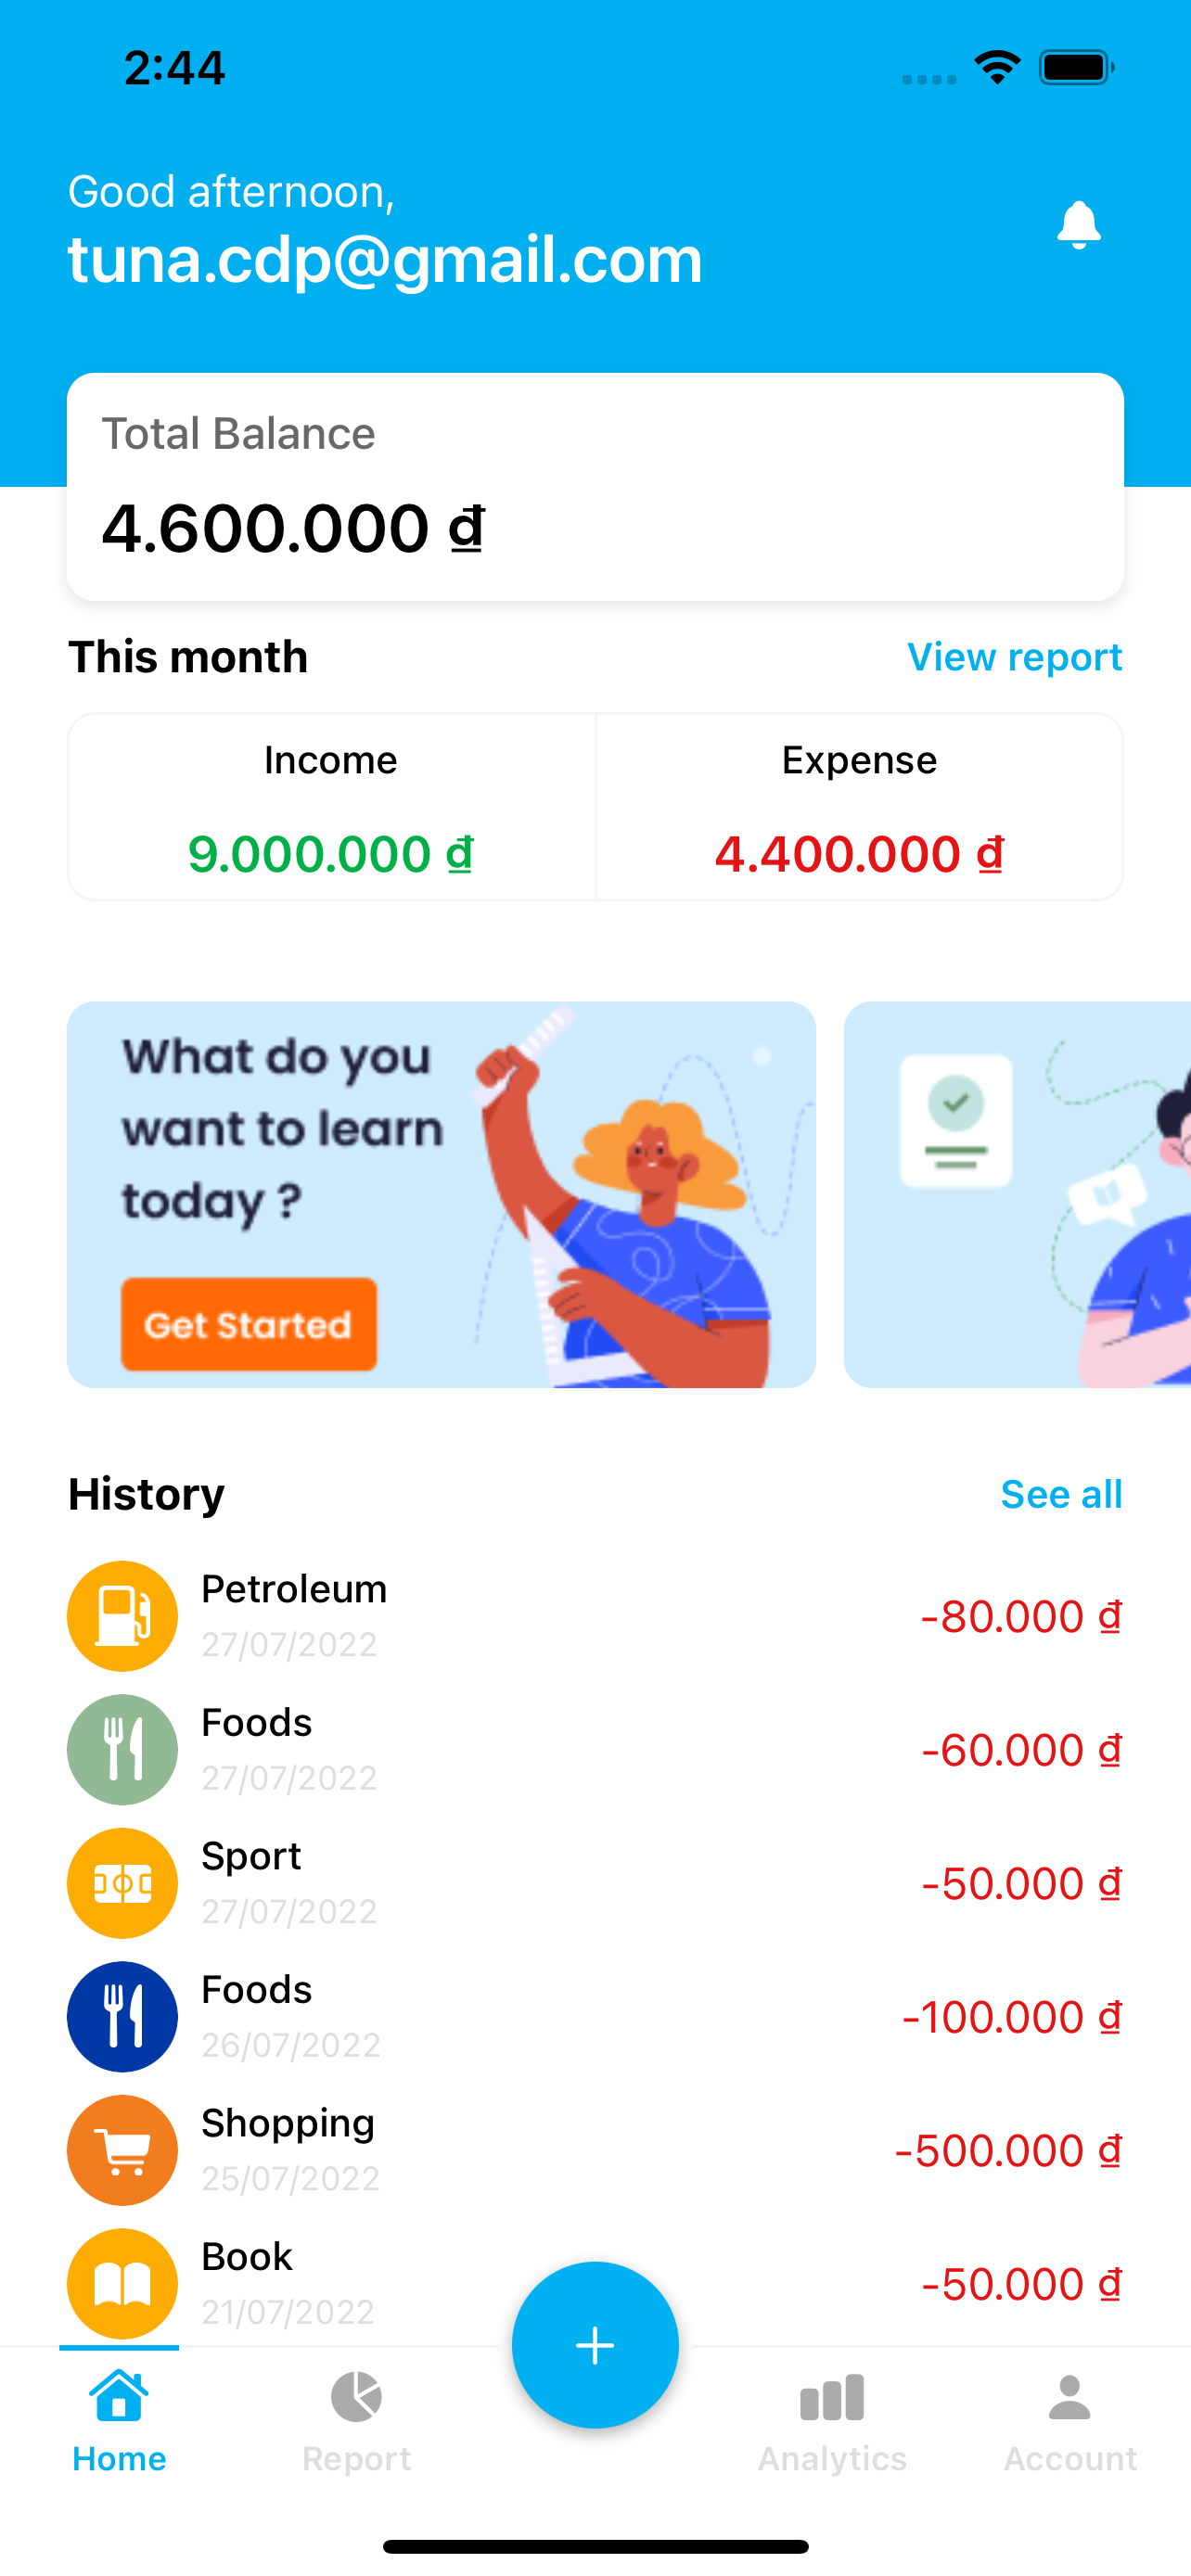 2:44
Good afternoon,
tuna.cdp@gmail.com
Total Balance
4.600.000 ₫
This month
View report
Income
Expense
9.000.000 ₫
4.400.000 ₫
What do you
want to learn
today ?
Get Started
History
See all
Petroleum
-80.000 ₫
27/07/2022
Foods
-60.000 ₫
27/07/2022
Sport
-50.000 ₫
27/07/2022
Foods
-100.000 ₫
26/07/2022
Shopping
-500.000 ₫
25/07/2022
Book
-50.000 ₫
21/07/2022
+
Home
Report
Analytics
Account